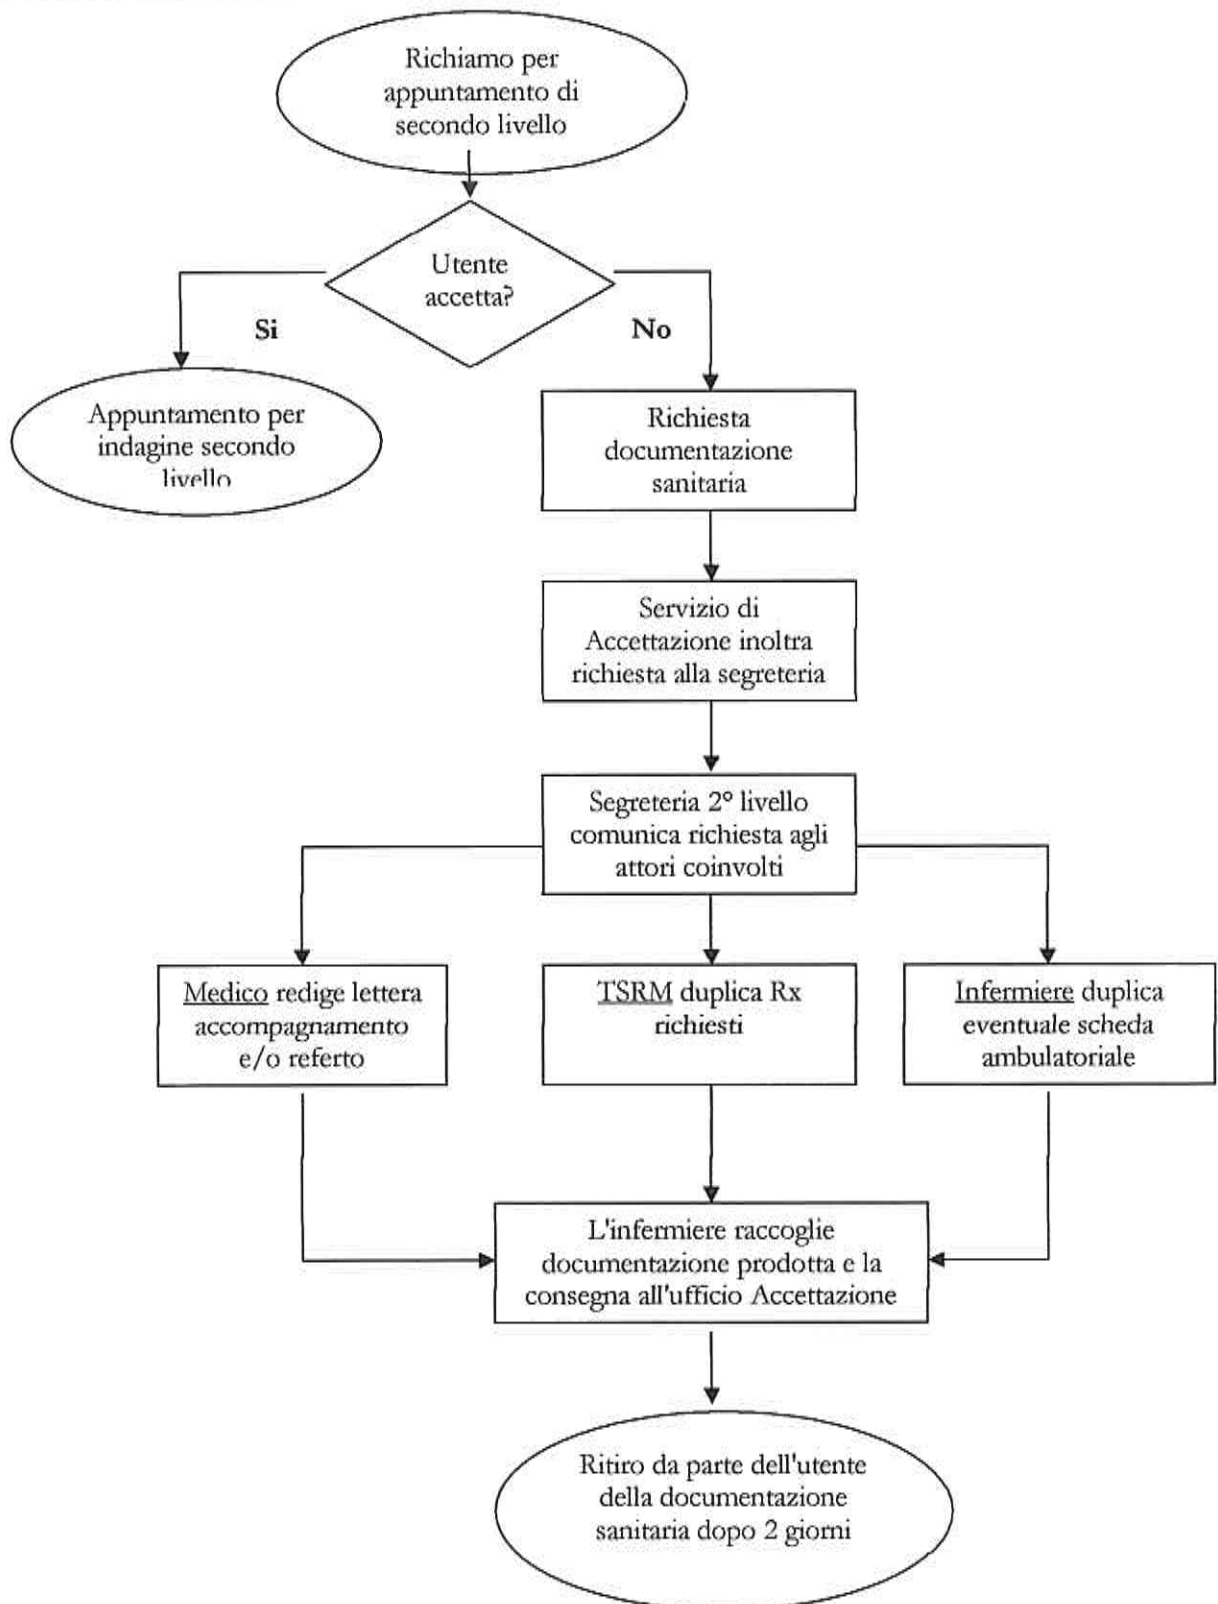 Richiamo per
appuntamento di
secondo livello
Utente
accetta?
Si
No
Appuntamento per
indagine secondo
livello
Richiesta
documentazione
sanitaria
Servizio di
Accettazione inoltra
richiesta alla segreteria
Segreteria 2° livello
comunica richiesta agli
attori coinvolti
Medico redige lettera
accompagnamento
e/o referto
TSRM duplica Rx
richiesti
Infermiere duplica
eventuale scheda
ambulatoriale
L'infermiere raccoglie
documentazione prodotta e la
consegna all'ufficio Accettazione
Ritiro da parte dell'utente
della documentazione
sanitaria dopo 2 giorni